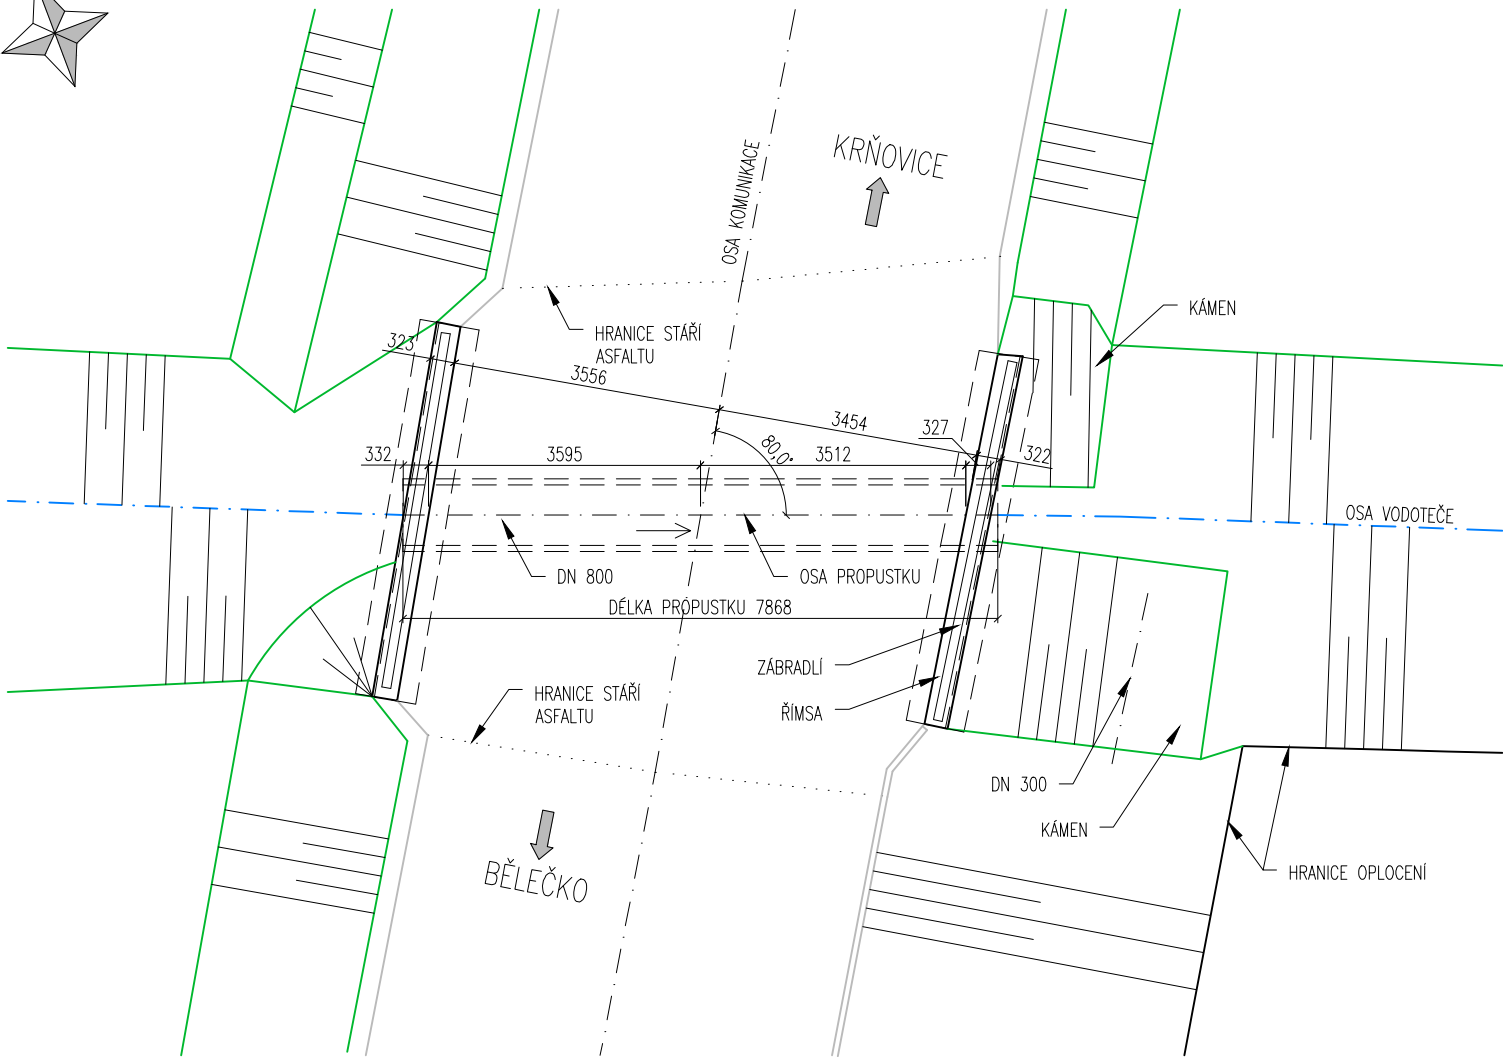 KRŇOVICE
OSA KOMUNIKACE
KÁMEN
HRANICE STÁŘÍ
ASFALTU
323
3556
3454
327
322
80,0°
332
3595
3512
OSA VODOTEČE
DN 800
OSA PROPUSTKU
DÉLKA PROPUSTKU 7868
ZÁBRADLÍ
ŘÍMSA
HRANICE STÁŘÍ
ASFALTU
DN 300
KÁMEN
BĚLEČKO
HRANICE OPLOCENÍ